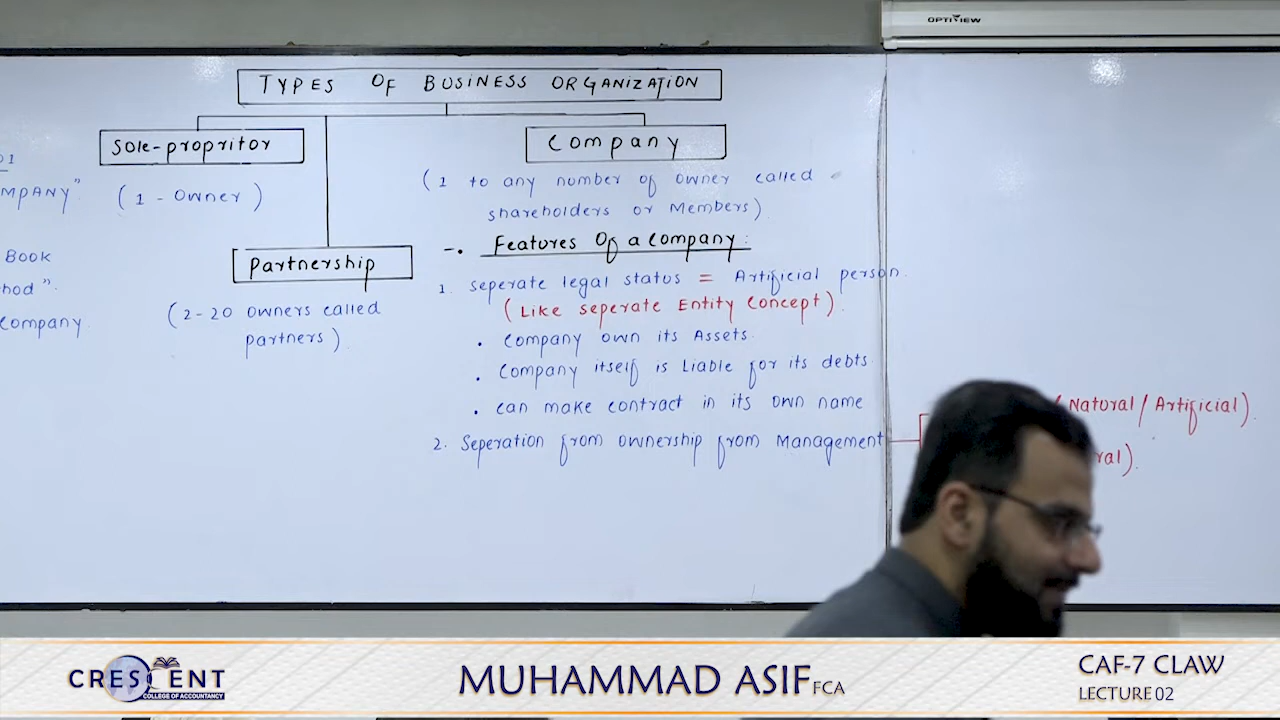 OPTIVIEW
TYPES OF BUSINESS ORGANIZATION
Sole-propritor
Company
01
MPANY"
(1 - Owner)
(1 to any number of owner called
shareholders or Members)
-. Features Of a Company:
Book
Partnership
hod".
1. seperate legal status = Artificial person.
(Like seperate Entity Concept).
Company
(2-20 owners called
partners).
. Company own its Assets.
. Company itself is Liable for its debts
. can make contract in its own name
(Natural/Artificial).
2. Seperation from ownership from Management
ral).
CRESCENT
COLLEGE OF ACCOUNTANCY
MUHAMMAD ASIF FCA
CAF-7 CLAW
LECTURE 02